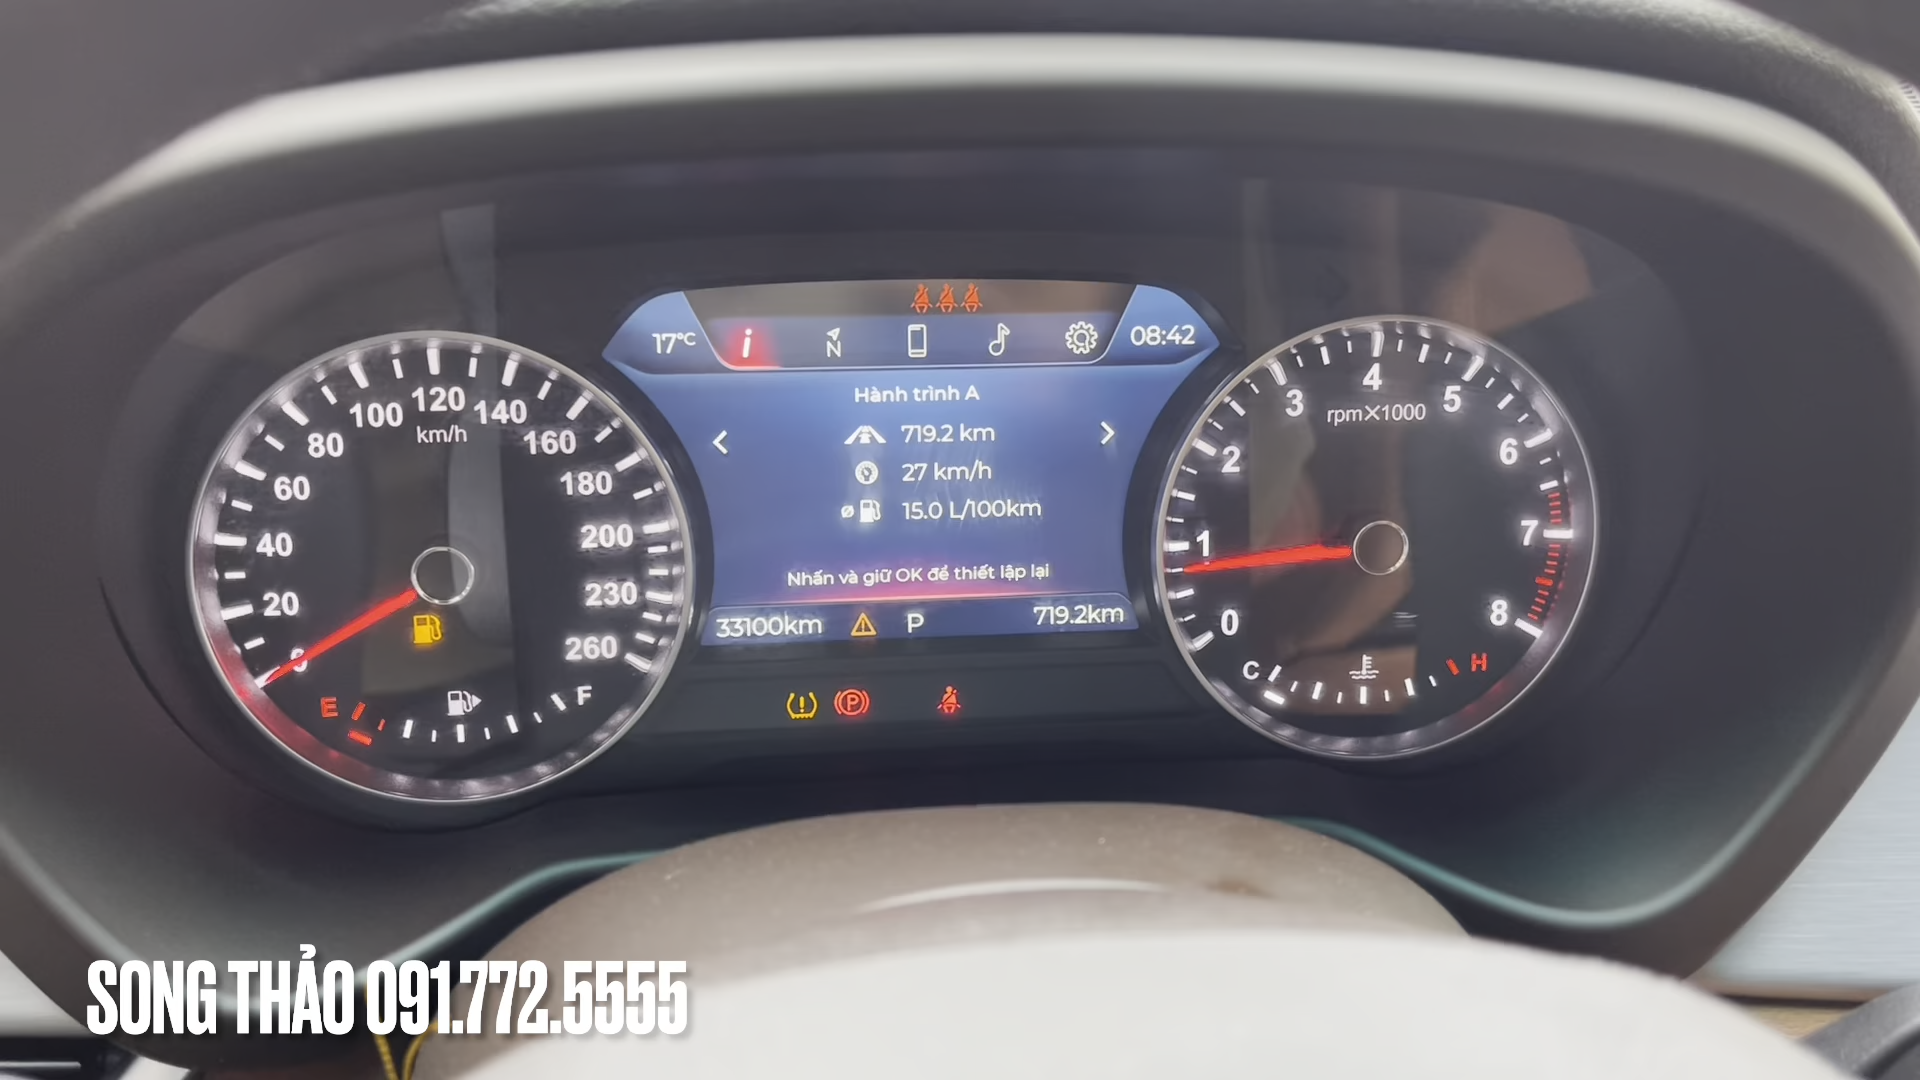 17°C
i
N
08:42
Hành trình A
719.2 km
27 km/h
ø 15.0 L/100km
Nhấn và giữ OK để thiết lập lại
33100km
P
719.2km
P
0
20
40
60
80
100
120
140
160
180
200
230
260
km/h
E
F
0
1
2
3
4
5
6
7
8
rpmX1000
C
H
SONG THẢO 091.772.5555